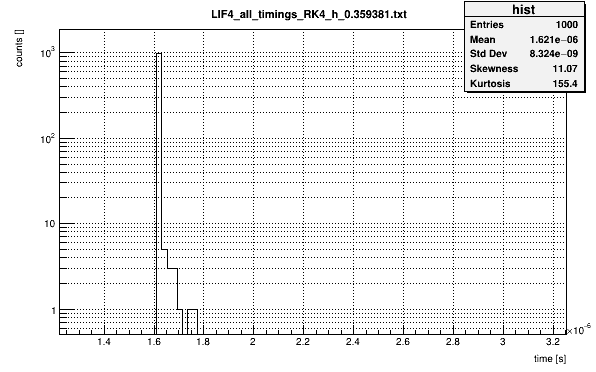 LIF4_all_timings_RK4_h_0.359381.txt
hist
Entries 1000
Mean 1.621e−06
Std Dev 8.324e−09
Skewness 11.07
Kurtosis 155.4
counts []
10³
10²
10
1
1.4 1.6 1.8 2 2.2 2.4 2.6 2.8 3 3.2
×10⁻⁶
time [s]